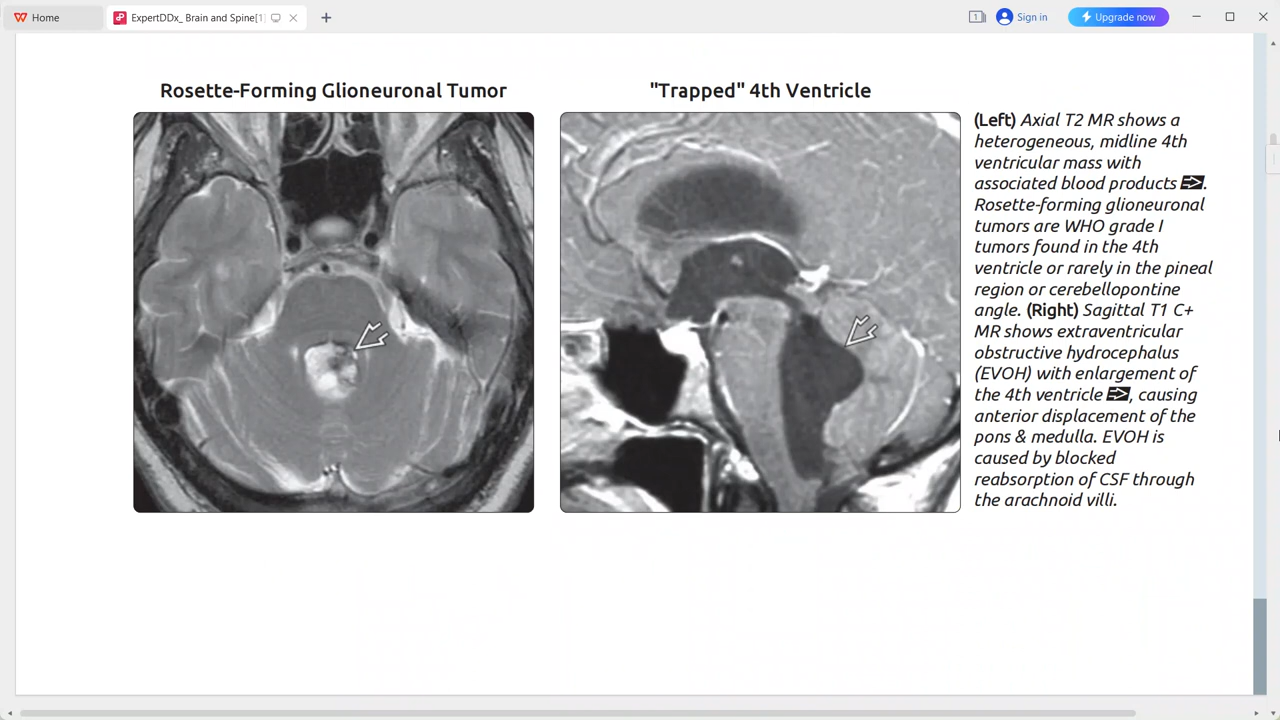 Home
ExpertDDx_ Brain and Spine[1]
1
Sign in
Upgrade now
Rosette-Forming Glioneuronal Tumor
"Trapped" 4th Ventricle
(Left) Axial T2 MR shows a
heterogeneous, midline 4th
ventricular mass with
associated blood products .
Rosette-forming glioneuronal
tumors are WHO grade I
tumors found in the 4th
ventricle or rarely in the pineal
region or cerebellopontine
angle. (Right) Sagittal T1 C+
MR shows extraventricular
obstructive hydrocephalus
(EVOH) with enlargement of
the 4th ventricle , causing
anterior displacement of the
pons & medulla. EVOH is
caused by blocked
reabsorption of CSF through
the arachnoid villi.